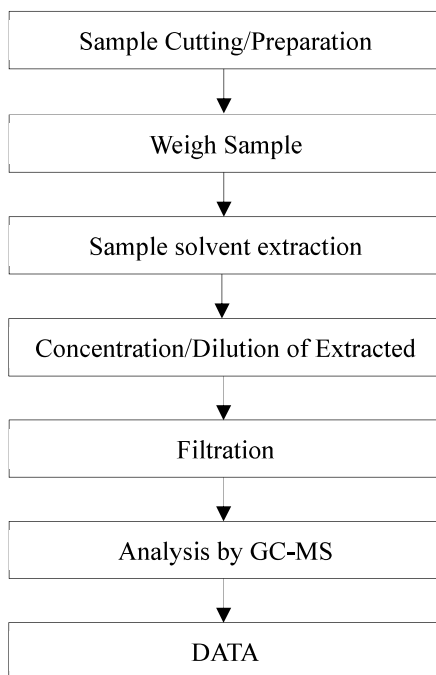 Sample Cutting/Preparation
Weigh Sample
Sample solvent extraction
Concentration/Dilution of Extracted
Filtration
Analysis by GC-MS
DATA